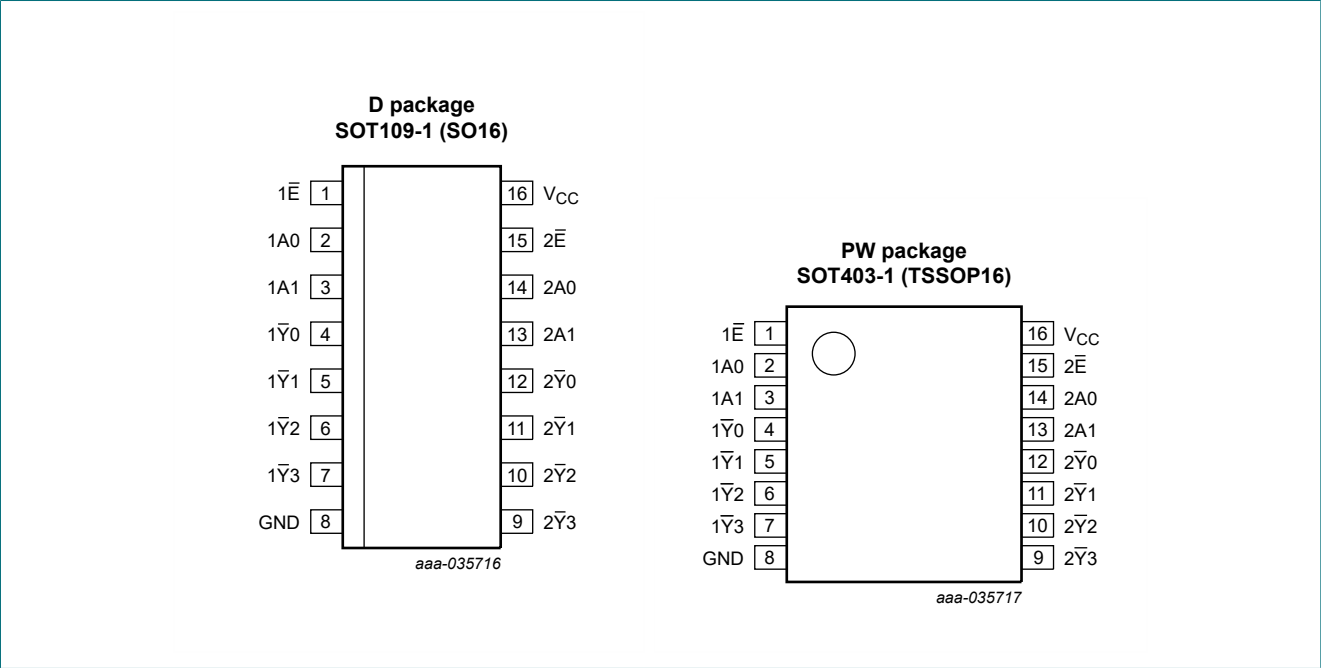 D package
SOT109-1 (SO16)
1E̅ 1
16 VCC
1A0 2
15 2E̅
1A1 3
14 2A0
1Y̅0 4
13 2A1
1Y̅1 5
12 2Y̅0
1Y̅2 6
11 2Y̅1
1Y̅3 7
10 2Y̅2
GND 8
9 2Y̅3
aaa-035716
PW package
SOT403-1 (TSSOP16)
1E̅ 1
16 VCC
1A0 2
15 2E̅
1A1 3
14 2A0
1Y̅0 4
13 2A1
1Y̅1 5
12 2Y̅0
1Y̅2 6
11 2Y̅1
1Y̅3 7
10 2Y̅2
GND 8
9 2Y̅3
aaa-035717